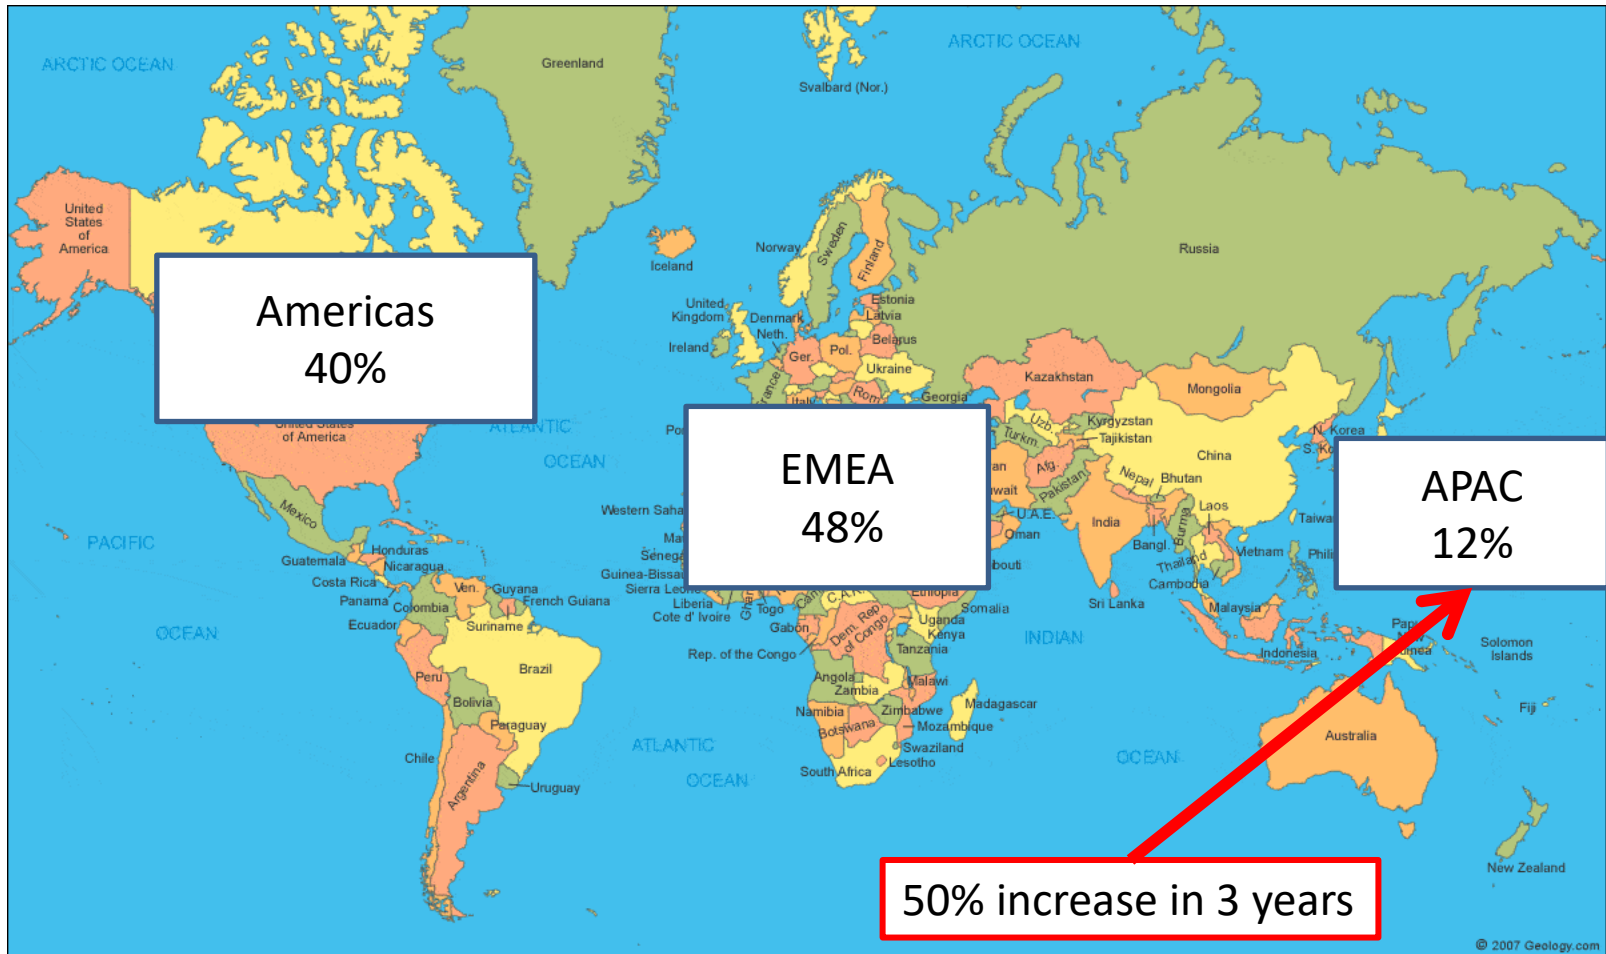 ARCTIC OCEAN
ARCTIC OCEAN
Greenland
Svalbard (Nor.)
United
States
of
America
Iceland
Norway
Sweden
Finland
Russia
Americas
40%
United
Kingdom
Ireland
Denmark
Neth.
Estonia
Latvia
Belarus
Ger.
Pol.
Ukraine
France
Italy
Rom.
Georgia
Kazakhstan
Mongolia
Uzb.
Turkm.
Kyrgyzstan
Tajikistan
N. Korea
China
United States
of America
ATLANTIC
OCEAN
EMEA
48%
Afg.
Pakistan
Nepal
Bhutan
India
Bangl.
Burma
Laos
Thailand
Vietnam
Cambodia
U.A.E.
Oman
APAC
12%
Mexico
PACIFIC
OCEAN
Guatemala
Honduras
Nicaragua
Costa Rica
Panama
Ven.
Guyana
French Guiana
Colombia
Suriname
Ecuador
Sierra Leone
Liberia
Cote d' Ivoire
Togo
C.A.R.
Ethiopia
Somalia
Sri Lanka
Malaysia
Gabon
Dem. Rep.
of Congo
Uganda
Kenya
Rep. of the Congo
Tanzania
INDIAN
OCEAN
Indonesia
Solomon
Islands
Brazil
Peru
Bolivia
Paraguay
Chile
Argentina
Uruguay
ATLANTIC
OCEAN
Angola
Zambia
Malawi
Namibia
Botswana
Zimbabwe
Mozambique
Madagascar
Swaziland
Lesotho
South Africa
Fiji
Australia
New Zealand
50% increase in 3 years
© 2007 Geology.com